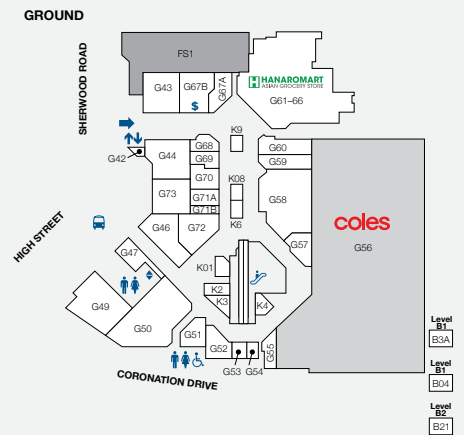 GROUND
SHERWOOD ROAD
FS1
G43
G67B
G67A
$
HANAROMART
ASIAN GROCERY STORE
G61–66
G42
G44
G68
G69
G70
G73
G71A
G71B
G46
G72
K9
K08
K6
G60
G59
G58
G57
coles
G56
HIGH STREET
G47
G49
G50
K01
K2
K3
K4
G51
G52
G53
G54
G55
CORONATION DRIVE
Level
B1
B3A
Level
B1
B04
Level
B2
B21